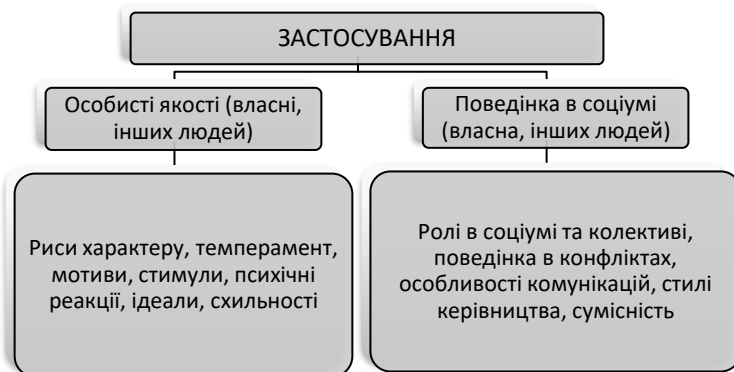 ЗАСТОСУВАННЯ
Особисті якості (власні,
інших людей)
Поведінка в соціумі
(власна, інших людей)
Риси характеру, темперамент,
мотиви, стимули, психічні
реакції, ідеали, схильності
Ролі в соціумі та колективі,
поведінка в конфліктах,
особливості комунікацій, стилі
керівництва, сумісність